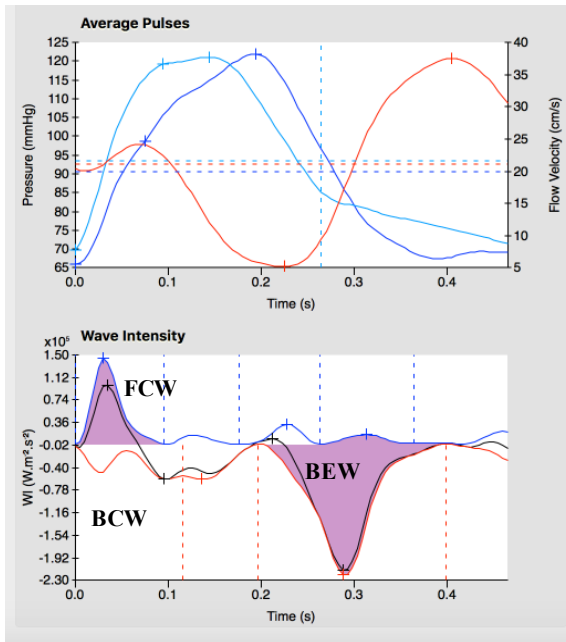 Average Pulses
125
120
115
110
105
100
95
90
85
80
75
70
65
Pressure (mmHg)
40
35
30
25
20
15
10
5
Flow Velocity (cm/s)
0.0 0.1 0.2 0.3 0.4
Time (s)
Wave Intensity
x10⁵
1.50
1.12
0.74
0.36
-0.02
-0.40
-0.78
-1.16
-1.54
-1.92
-2.30
WI (W.m².s²)
FCW
BEW
BCW
0.0 0.1 0.2 0.3 0.4
Time (s)